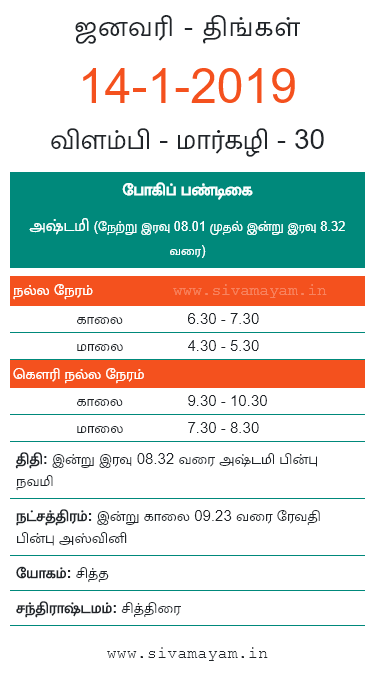 ஜனவரி - திங்கள்
14-1-2019
விளம்பி - மார்கழி - 30
போகிப் பண்டிகை
அஷ்டமி (நேற்று இரவு 08.01 முதல் இன்று இரவு 8.32
வரை)
நல்ல நேரம் www.sivamayam.in
காலை 6.30 - 7.30
மாலை 4.30 - 5.30
கௌரி நல்ல நேரம்
காலை 9.30 - 10.30
மாலை 7.30 - 8.30
திதி: இன்று இரவு 08.32 வரை அஷ்டமி பின்பு
நவமி
நட்சத்திரம்: இன்று காலை 09.23 வரை ரேவதி
பின்பு அஸ்வினி
யோகம்: சித்த
சந்திராஷ்டமம்: சித்திரை
www.sivamayam.in